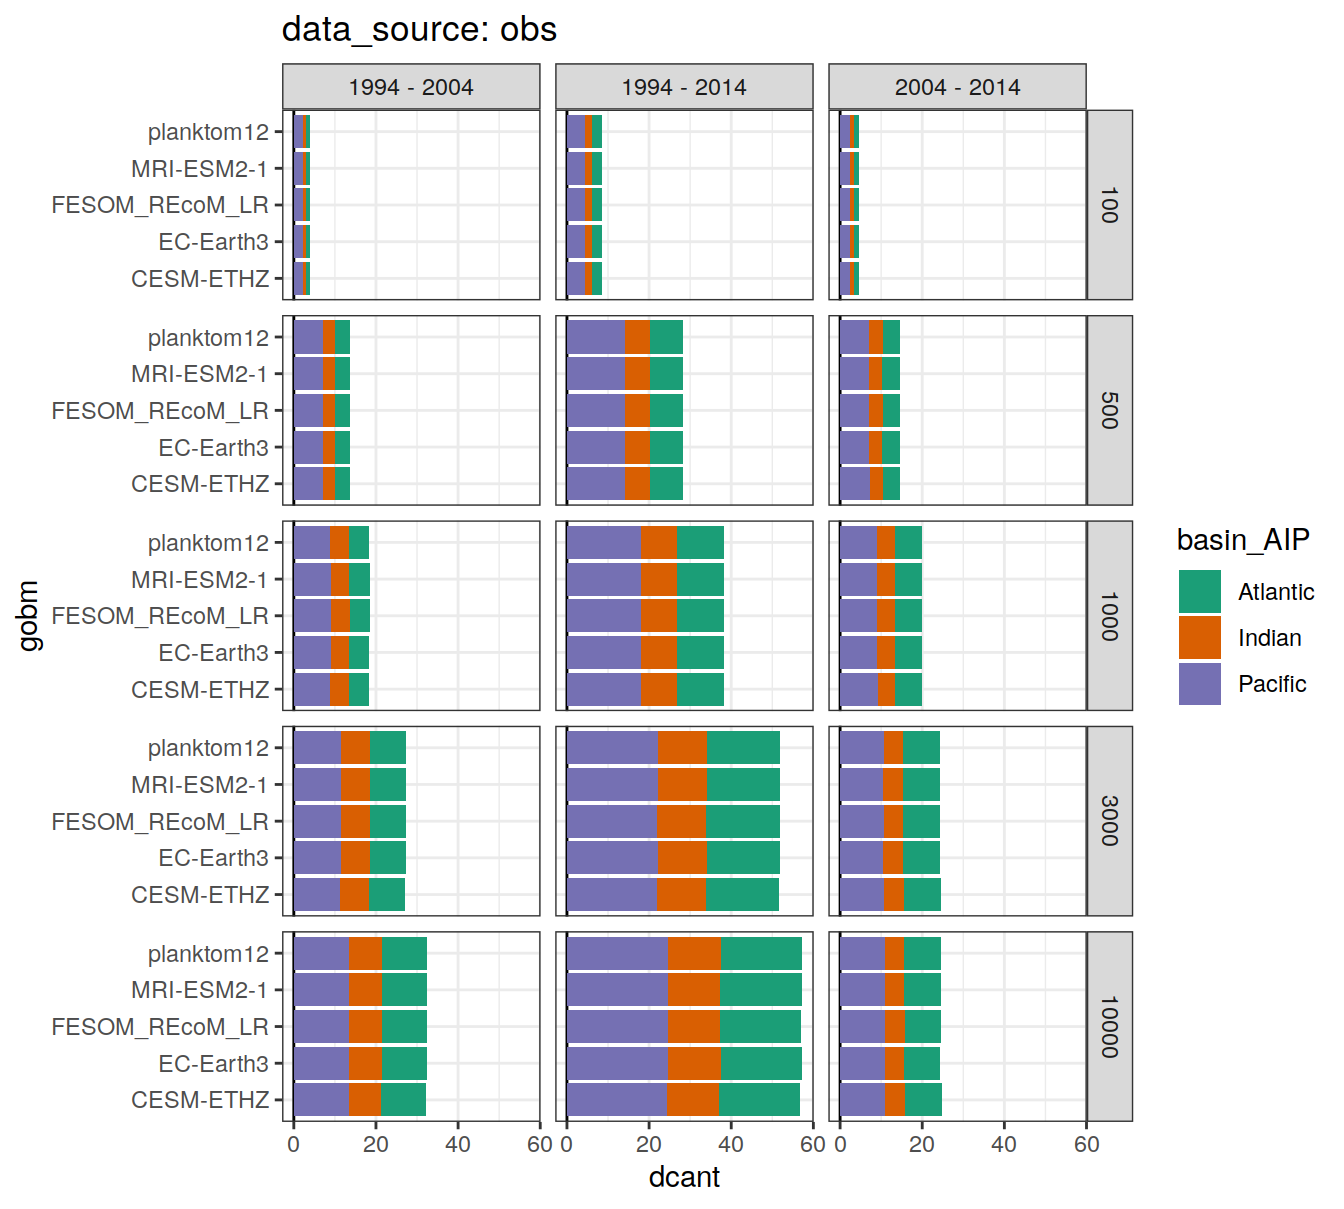 data_source: obs
1994 - 2004
1994 - 2014
2004 - 2014
planktom12
MRI-ESM2-1
FESOM_REcoM_LR
EC-Earth3
CESM-ETHZ
100
planktom12
MRI-ESM2-1
FESOM_REcoM_LR
EC-Earth3
CESM-ETHZ
500
planktom12
MRI-ESM2-1
FESOM_REcoM_LR
EC-Earth3
CESM-ETHZ
1000
planktom12
MRI-ESM2-1
FESOM_REcoM_LR
EC-Earth3
CESM-ETHZ
3000
planktom12
MRI-ESM2-1
FESOM_REcoM_LR
EC-Earth3
CESM-ETHZ
10000
gobm
0 20 40 60 0 20 40 60 0 20 40 60
dcant
basin_AIP
Atlantic
Indian
Pacific